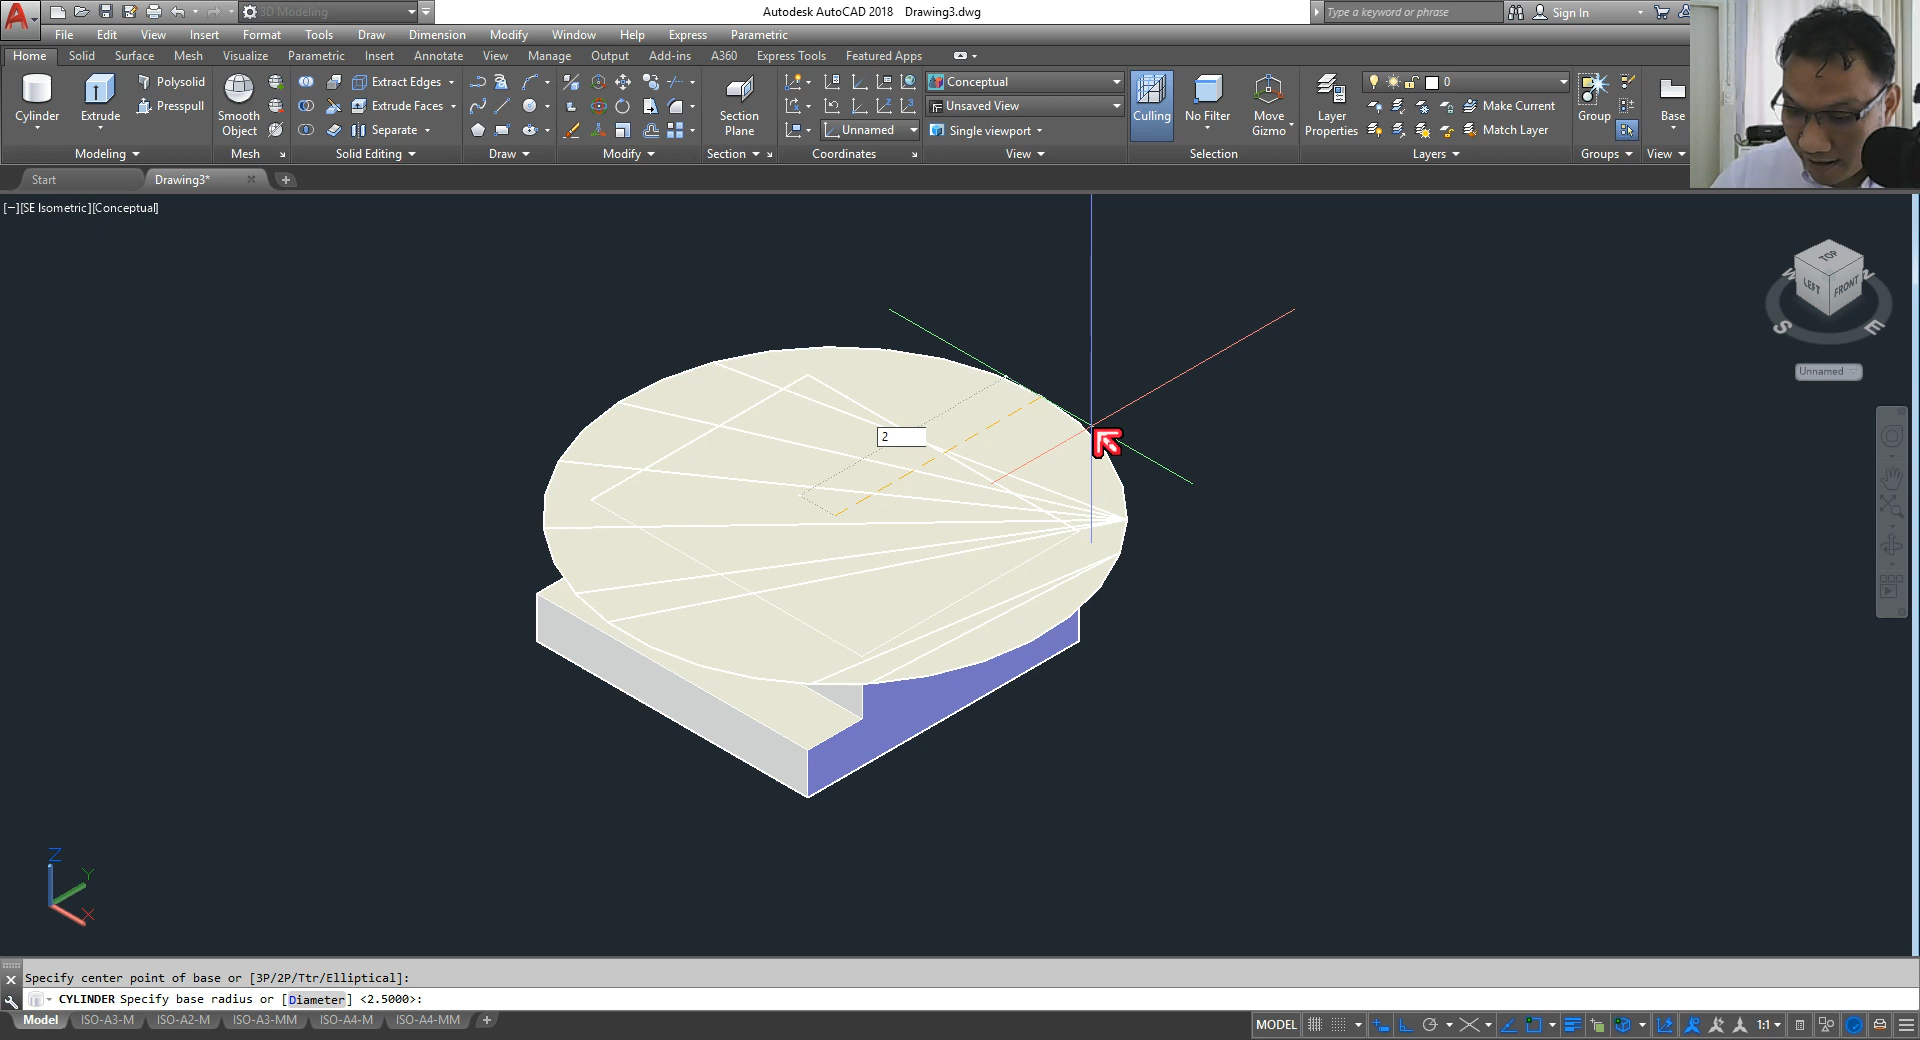 3D Modeling
Autodesk AutoCAD 2018 Drawing3.dwg
Type a keyword or phrase
Sign In
File Edit View Insert Format Tools Draw Dimension Modify Window Help Express Parametric
Home Solid Surface Mesh Visualize Parametric Insert Annotate View Manage Output Add-ins A360 Express Tools Featured Apps
Cylinder
Extrude
Polysolid
Presspull
Modeling
Smooth
Object
Mesh
Extract Edges
Extrude Faces
Separate
Solid Editing
Draw
Modify
Section
Plane
Section
Unnamed
Coordinates
Conceptual
Unsaved View
Single viewport
View
Culling
No Filter
Move
Gizmo
Selection
Layer
Properties
0
Make Current
Match Layer
Layers
Group
Groups
Base
View
Start
Drawing3*
[−][SE Isometric][Conceptual]
2
TOP
LEFT
FRONT
W
N
S
E
Unnamed
Z
Y
X
Specify center point of base or [3P/2P/Ttr/Elliptical]:
CYLINDER Specify base radius or [Diameter] <2.5000>:
Model ISO-A3-M ISO-A2-M ISO-A3-MM ISO-A4-M ISO-A4-MM
MODEL
1:1